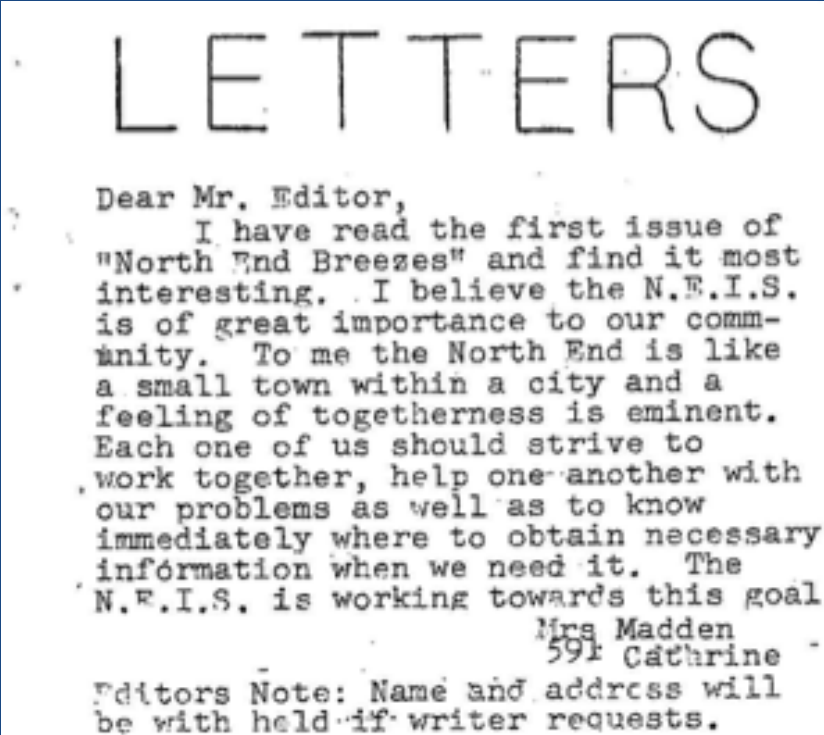 LETTERS
Dear Mr. Editor,
I have read the first issue of
"North End Breezes" and find it most
interesting. I believe the N.E.I.S.
is of great importance to our comm-
unity. To me the North End is like
a small town within a city and a
feeling of togetherness is eminent.
Each one of us should strive to
work together, help one another with
our problems as well as to know
immediately where to obtain necessary
information when we need it. The
N.E.I.S. is working towards this goal
Mrs Madden
Cathrine
Editors Note: Name and address will
be with held if writer requests.